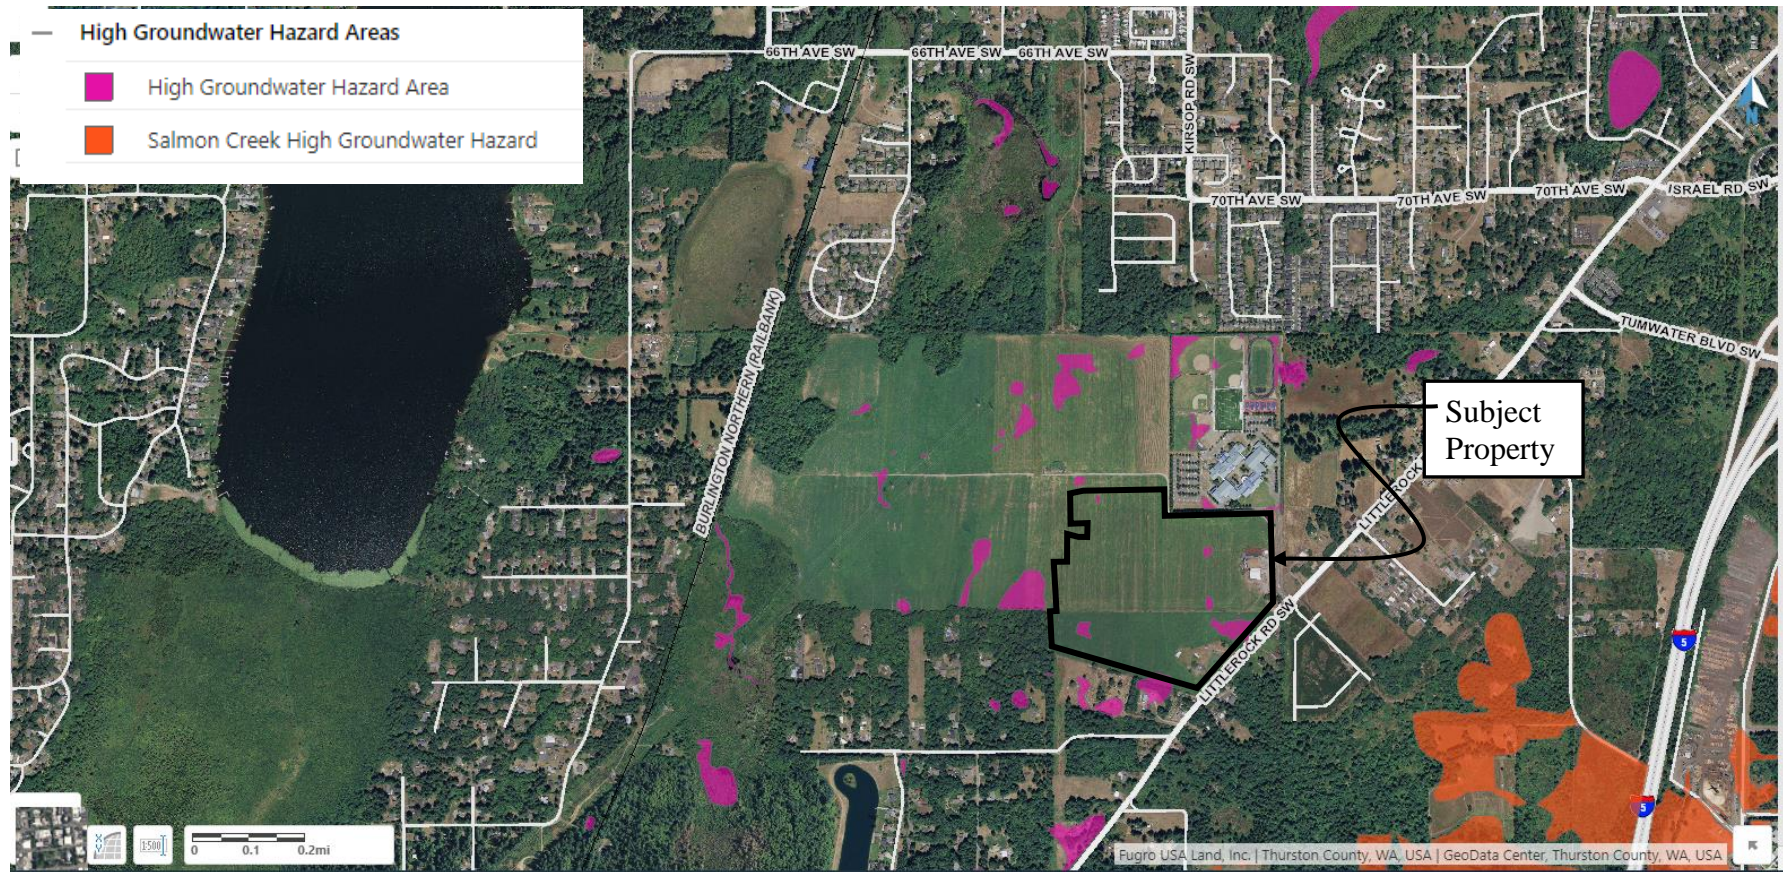 High Groundwater Hazard Areas
High Groundwater Hazard Area
Salmon Creek High Groundwater Hazard
66TH AVE SW
66TH AVE SW
66TH AVE SW
KIRSOP RD SW
N
70TH AVE SW
70TH AVE SW
70TH AVE SW
ISRAEL RD SW
TUMWATER BLVD SW
BURLINGTON NORTHERN (RAILBANK)
Subject
Property
LITTLEROCK
LITTLEROCK RD SW
5
5
1:500
0 0.1 0.2mi
Fugro USA Land, Inc. | Thurston County, WA, USA | GeoData Center, Thurston County, WA, USA